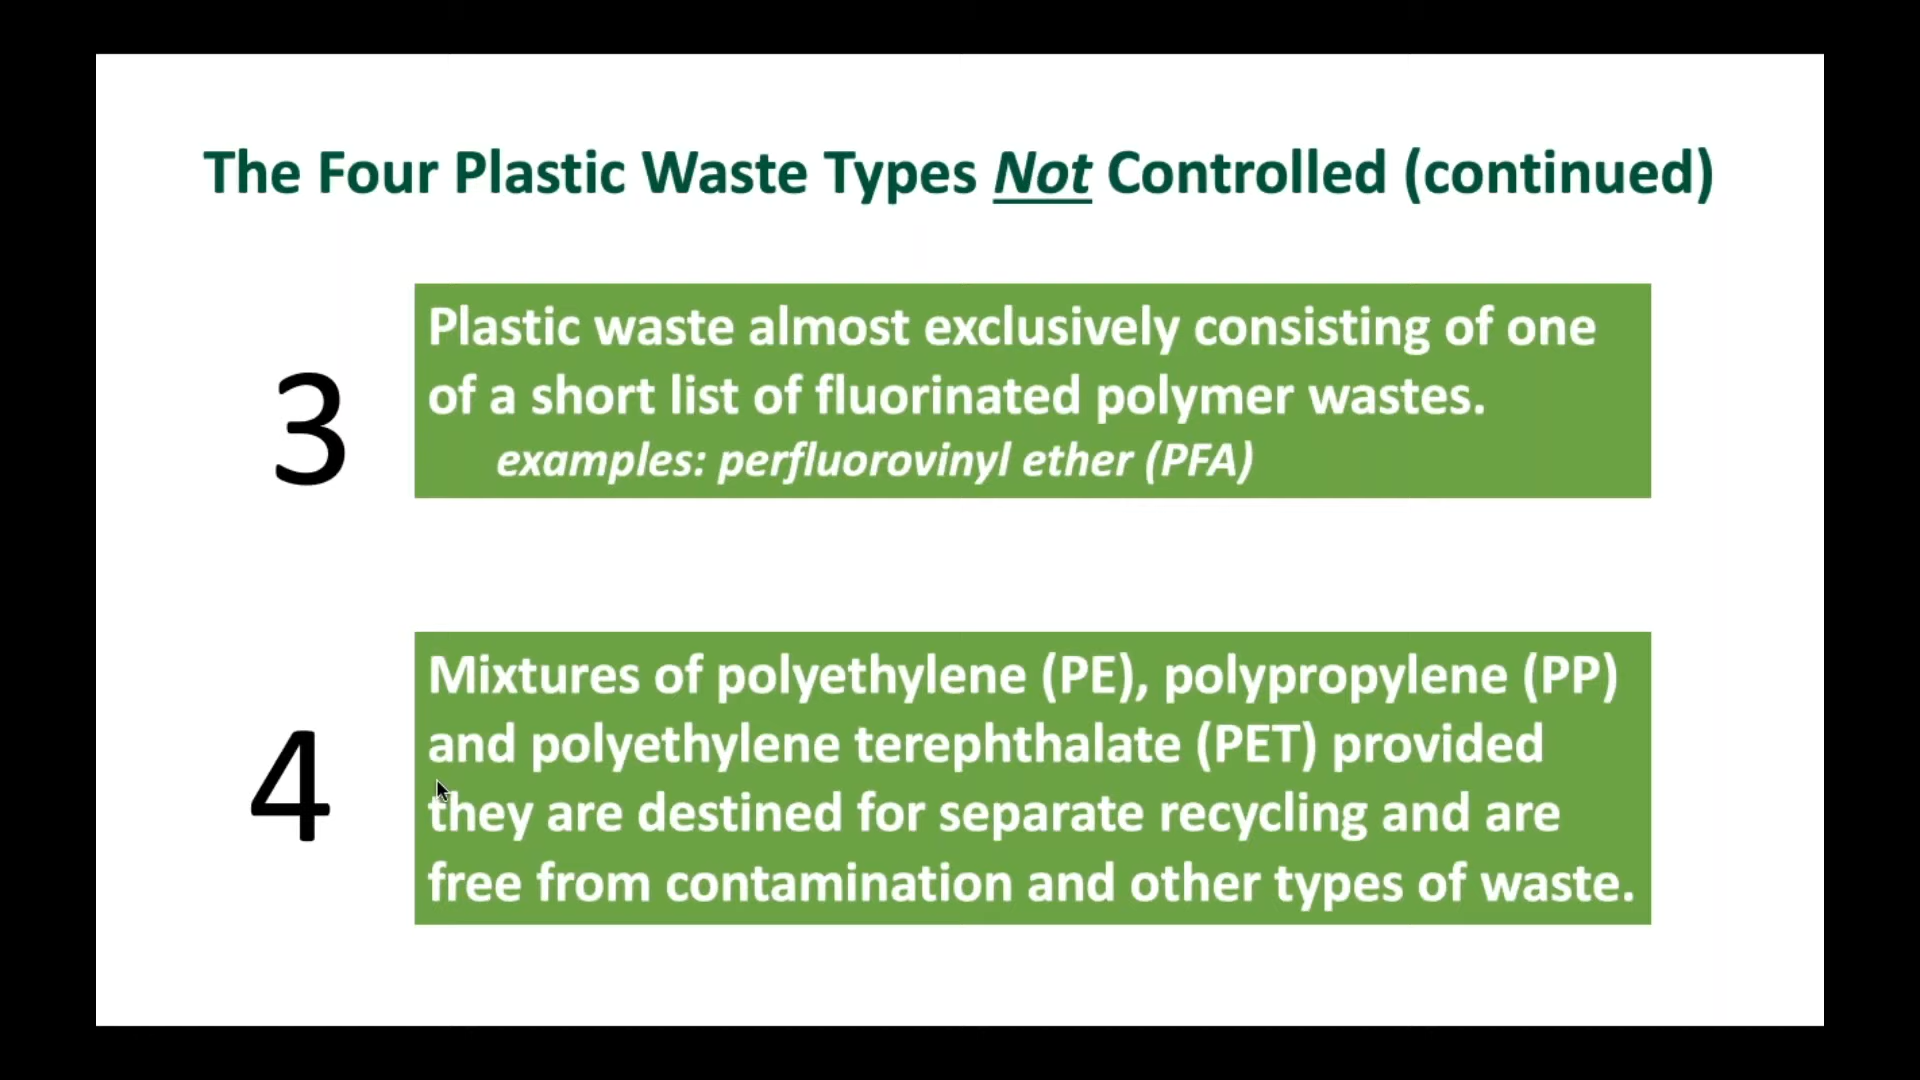 The Four Plastic Waste Types Not Controlled (continued)
3
Plastic waste almost exclusively consisting of one
of a short list of fluorinated polymer wastes.
examples: perfluorovinyl ether (PFA)
4
Mixtures of polyethylene (PE), polypropylene (PP)
and polyethylene terephthalate (PET) provided
they are destined for separate recycling and are
free from contamination and other types of waste.